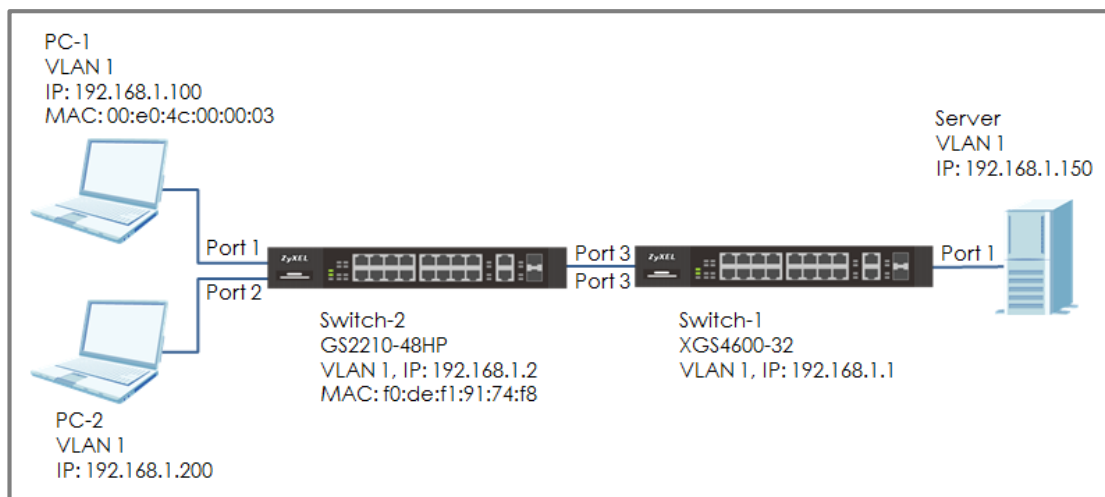 PC-1
VLAN 1
IP: 192.168.1.100
MAC: 00:e0:4c:00:00:03
Server
VLAN 1
IP: 192.168.1.150
Port 1
Port 2
ZyXEL
Port 3
Port 3
ZyXEL
Port 1
Switch-2
GS2210-48HP
VLAN 1, IP: 192.168.1.2
MAC: f0:de:f1:91:74:f8
Switch-1
XGS4600-32
VLAN 1, IP: 192.168.1.1
PC-2
VLAN 1
IP: 192.168.1.200